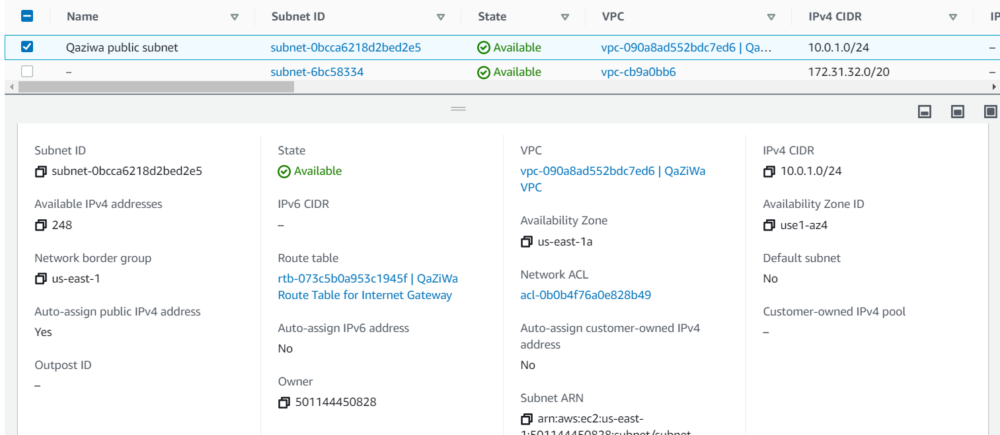 Name Subnet ID State VPC IPv4 CIDR IP
Qaziwa public subnet subnet-0bcca6218d2bed2e5 Available vpc-090a8ad552bdc7ed6 | Qa… 10.0.1.0/24 –
– subnet-6bc58334 Available vpc-cb9a0bb6 172.31.32.0/20 –
Subnet ID
subnet-0bcca6218d2bed2e5
Available IPv4 addresses
248
Network border group
us-east-1
Auto-assign public IPv4 address
Yes
Outpost ID
–
State
Available
IPv6 CIDR
–
Route table
rtb-073c5b0a953c1945f | QaZiWa
Route Table for Internet Gateway
Auto-assign IPv6 address
No
Owner
501144450828
VPC
vpc-090a8ad552bdc7ed6 | QaZiWa
VPC
Availability Zone
us-east-1a
Network ACL
acl-0b0b4f76a0e828b49
Auto-assign customer-owned IPv4
address
No
Subnet ARN
arn:aws:ec2:us-east-
1:501144450828:subnet/subnet-
IPv4 CIDR
10.0.1.0/24
Availability Zone ID
use1-az4
Default subnet
No
Customer-owned IPv4 pool
–